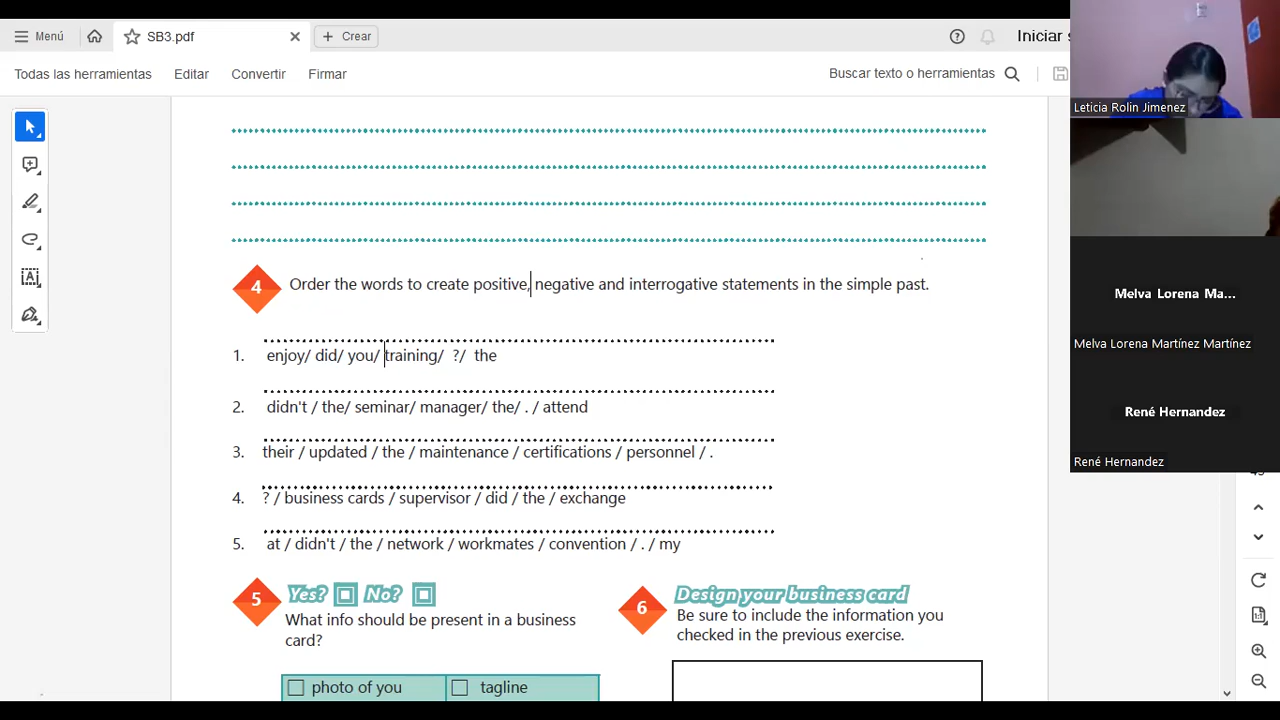 Menú
SB3.pdf
Crear
Iniciar s
Todas las herramientas
Editar
Convertir
Firmar
Buscar texto o herramientas
4
Order the words to create positive, negative and interrogative statements in the simple past.
1. enjoy/ did/ you/ training/ ?/ the
2. didn't / the/ seminar/ manager/ the/ . / attend
3. their / updated / the / maintenance / certifications / personnel / .
4. ? / business cards / supervisor / did / the / exchange
5. at / didn't / the / network / workmates / convention / . / my
5
Yes? No?
What info should be present in a business
card?
photo of you
tagline
6
Design your business card
Be sure to include the information you
checked in the previous exercise.
Leticia Rolin Jimenez
Melva Lorena Ma...
Melva Lorena Martínez Martínez
René Hernandez
René Hernandez